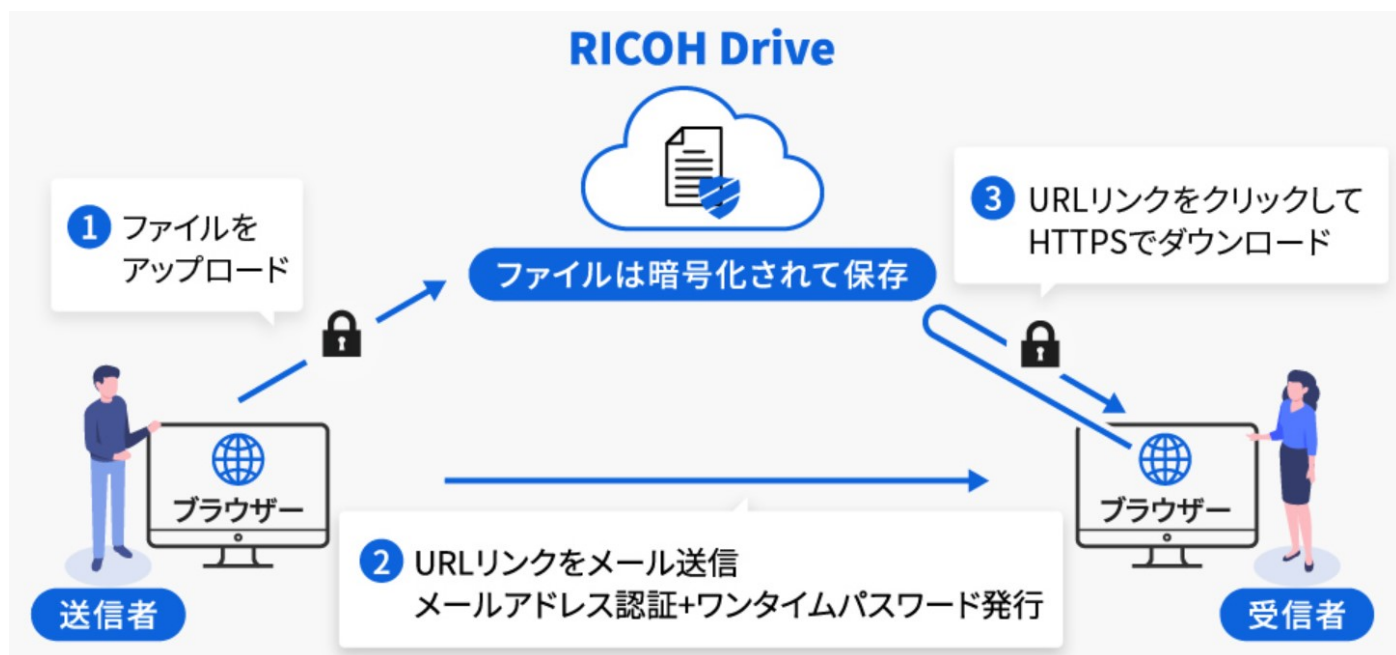 RICOH Drive
1 ファイルを
アップロード
ファイルは暗号化されて保存
3 URLリンクをクリックして
HTTPSでダウンロード
ブラウザー
ブラウザー
2 URLリンクをメール送信
メールアドレス認証+ワンタイムパスワード発行
送信者
受信者